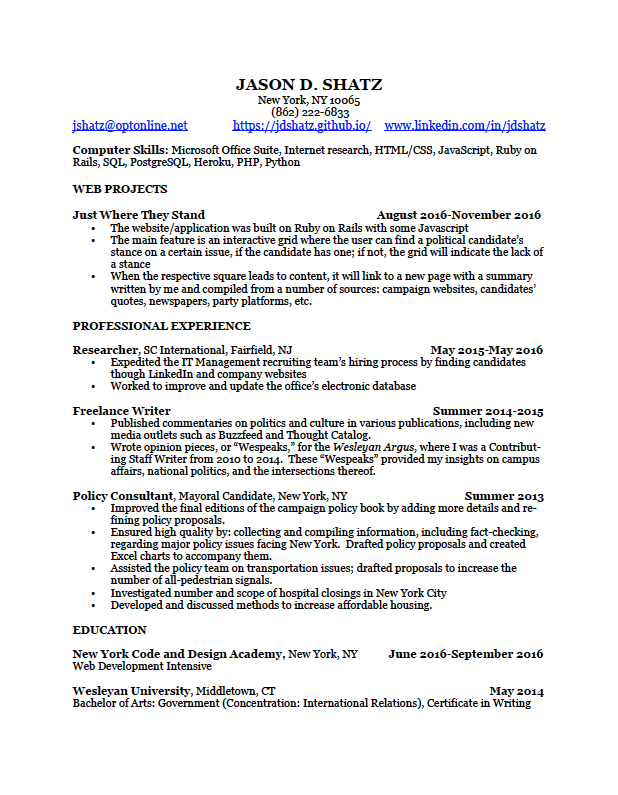 JASON D. SHATZ
New York, NY 10065
(862) 222-6833
jshatz@optonline.net https://jdshatz.github.io/ www.linkedin.com/in/jdshatz
Computer Skills: Microsoft Office Suite, Internet research, HTML/CSS, JavaScript, Ruby on
Rails, SQL, PostgreSQL, Heroku, PHP, Python
WEB PROJECTS
Just Where They Stand August 2016-November 2016
• The website/application was built on Ruby on Rails with some Javascript
• The main feature is an interactive grid where the user can find a political candidate's
stance on a certain issue, if the candidate has one; if not, the grid will indicate the lack of
a stance
• When the respective square leads to content, it will link to a new page with a summary
written by me and compiled from a number of sources: campaign websites, candidates'
quotes, newspapers, party platforms, etc.
PROFESSIONAL EXPERIENCE
Researcher, SC International, Fairfield, NJ May 2015-May 2016
• Expedited the IT Management recruiting team's hiring process by finding candidates
though LinkedIn and company websites
• Worked to improve and update the office's electronic database
Freelance Writer Summer 2014-2015
• Published commentaries on politics and culture in various publications, including new
media outlets such as Buzzfeed and Thought Catalog.
• Wrote opinion pieces, or "Wespeaks," for the Wesleyan Argus, where I was a Contribut-
ing Staff Writer from 2010 to 2014. These "Wespeaks" provided my insights on campus
affairs, national politics, and the intersections thereof.
Policy Consultant, Mayoral Candidate, New York, NY Summer 2013
• Improved the final editions of the campaign policy book by adding more details and re-
fining policy proposals.
• Ensured high quality by: collecting and compiling information, including fact-checking,
regarding major policy issues facing New York. Drafted policy proposals and created
Excel charts to accompany them.
• Assisted the policy team on transportation issues; drafted proposals to increase the
number of all-pedestrian signals.
• Investigated number and scope of hospital closings in New York City
• Developed and discussed methods to increase affordable housing.
EDUCATION
New York Code and Design Academy, New York, NY June 2016-September 2016
Web Development Intensive
Wesleyan University, Middletown, CT May 2014
Bachelor of Arts: Government (Concentration: International Relations), Certificate in Writing